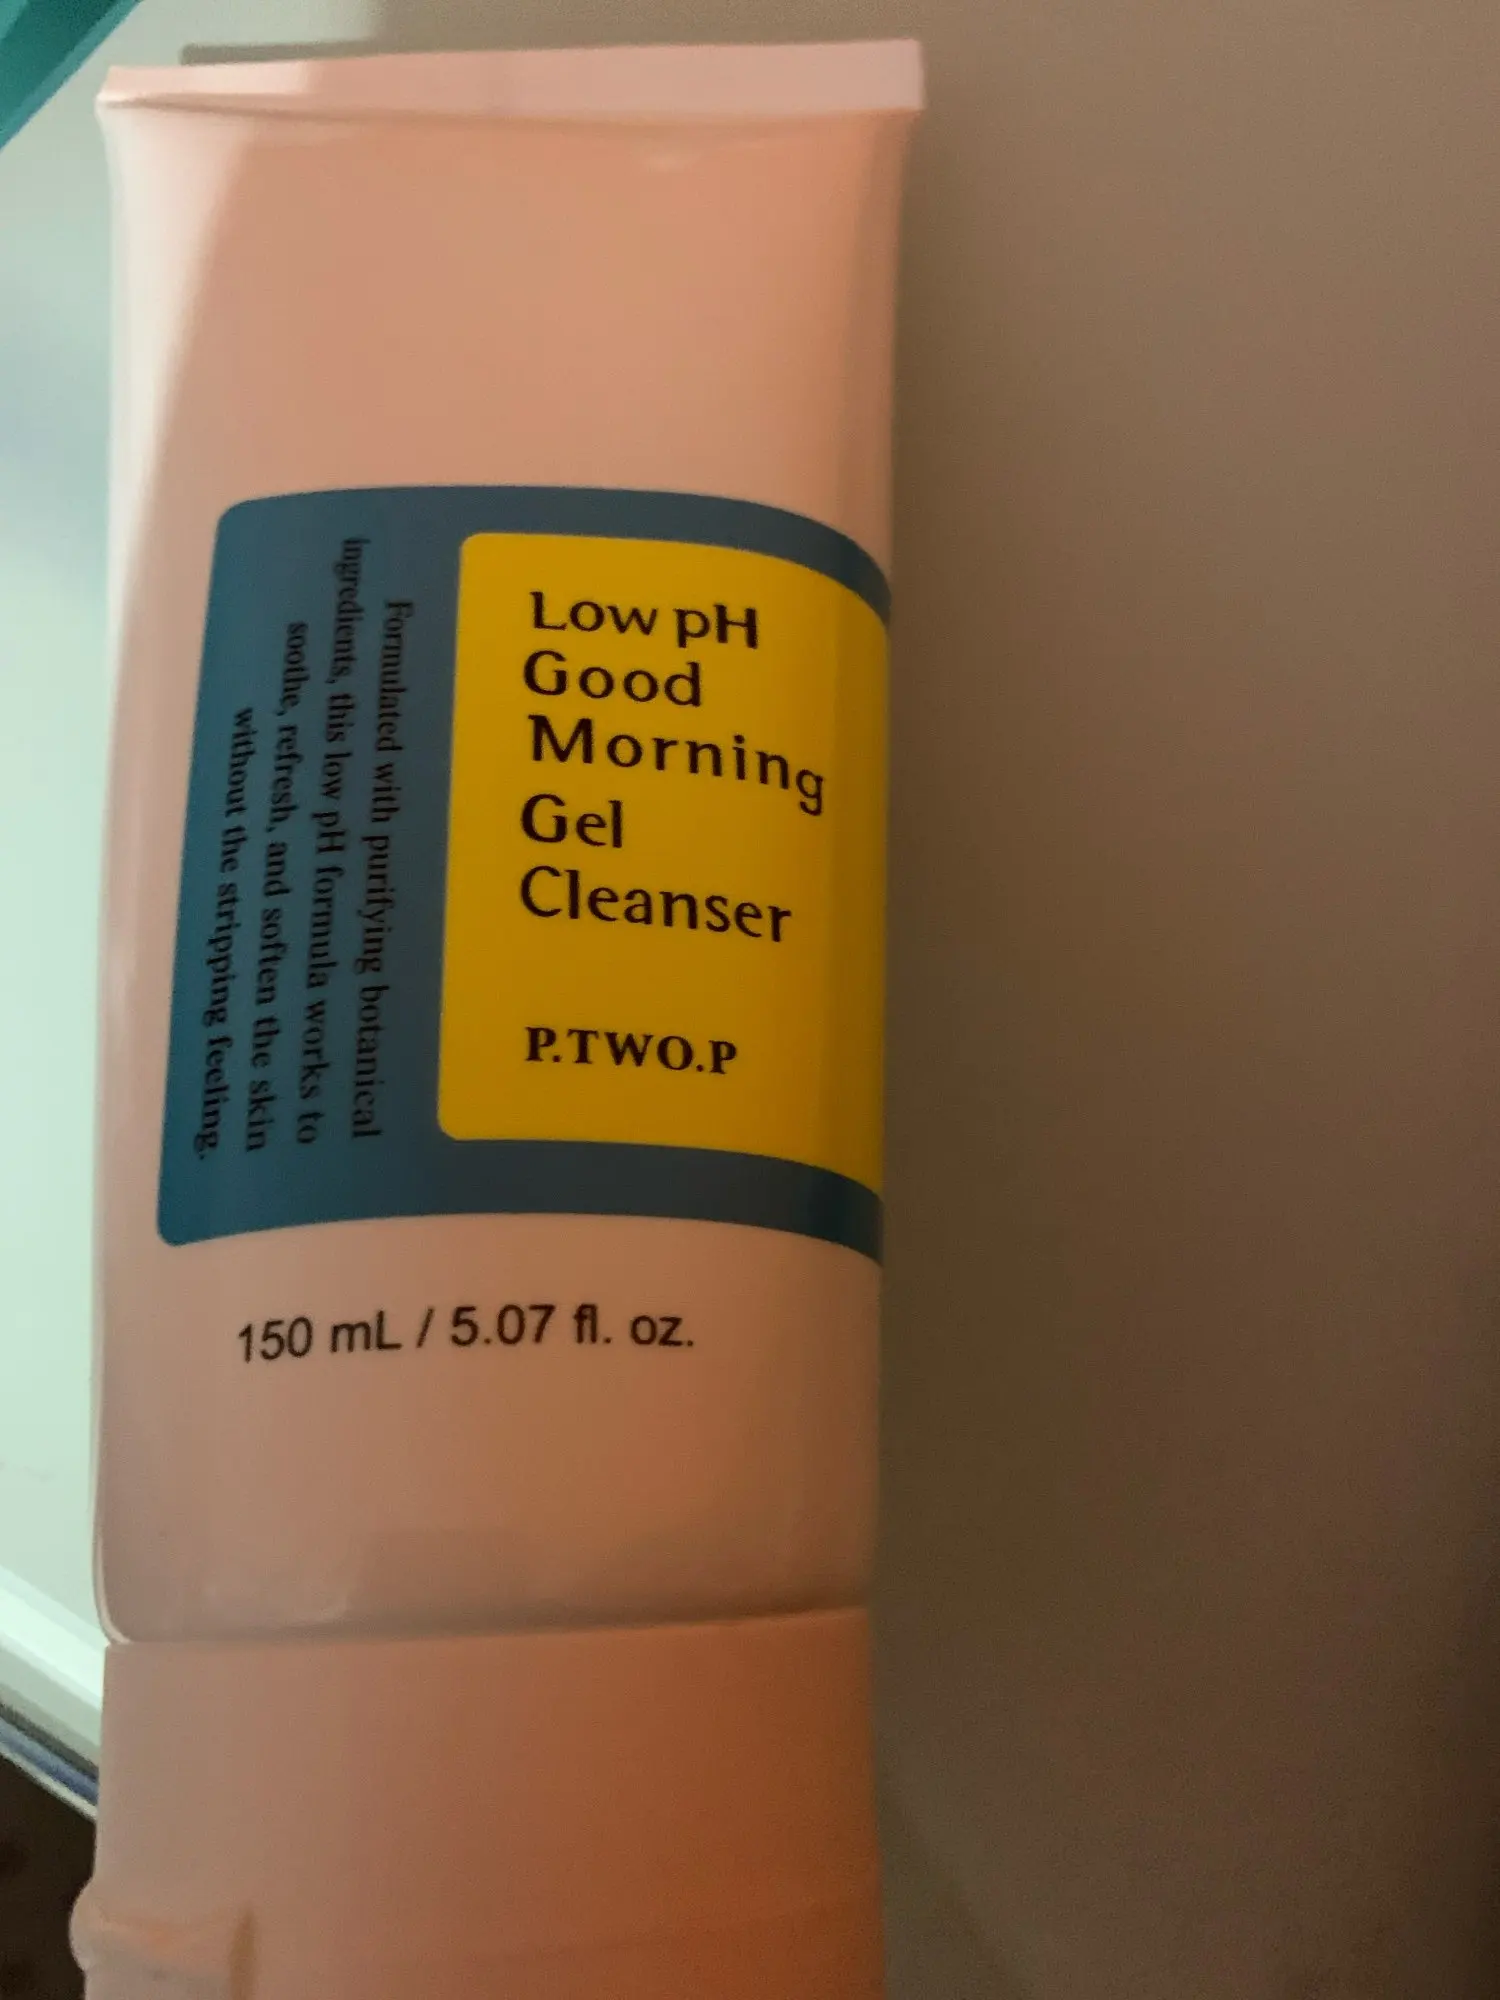 Low pH
Good
Morning
Gel
Cleanser
P.TWO.P
Formulated with purifying botanical
ingredients, this low pH formula works to
soothe, refresh, and soften the skin
without the stripping feeling.
150 mL / 5.07 fl. oz.